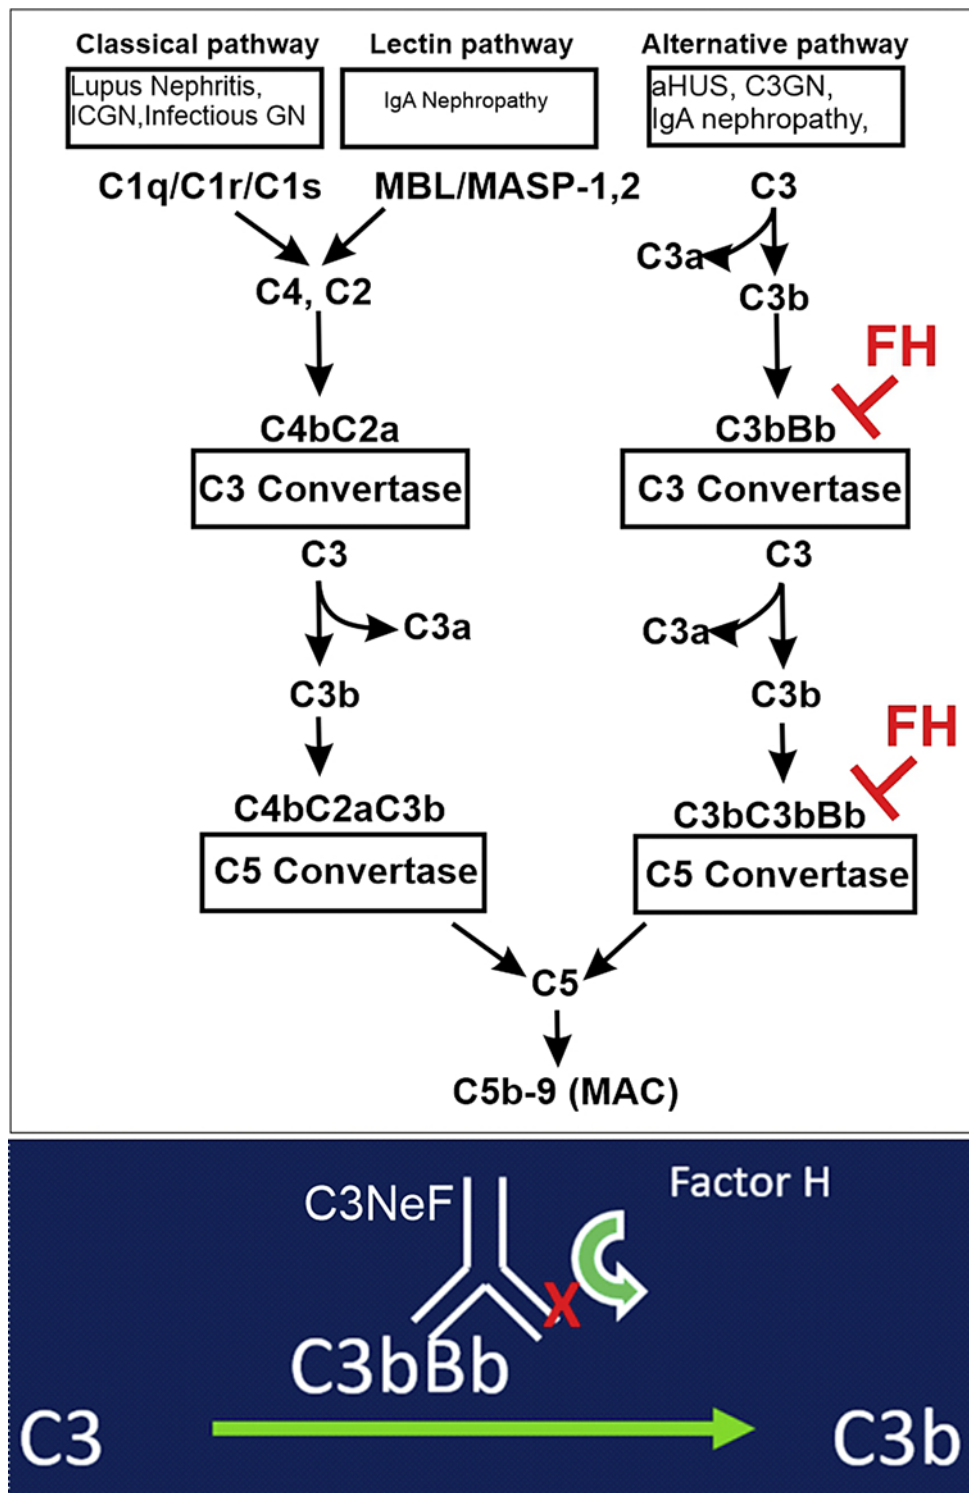 Classical pathway
Lectin pathway
Alternative pathway
Lupus Nephritis,
ICGN,Infectious GN
IgA Nephropathy
aHUS, C3GN,
IgA nephropathy,
C1q/C1r/C1s
MBL/MASP-1,2
C3
C3a
C4, C2
C3b
FH
C4bC2a
C3bBb
C3 Convertase
C3 Convertase
C3
C3
C3a
C3a
C3b
C3b
FH
C4bC2aC3b
C3bC3bBb
C5 Convertase
C5 Convertase
C5
C5b-9 (MAC)
C3NeF
Factor H
X
C3bBb
C3
C3b